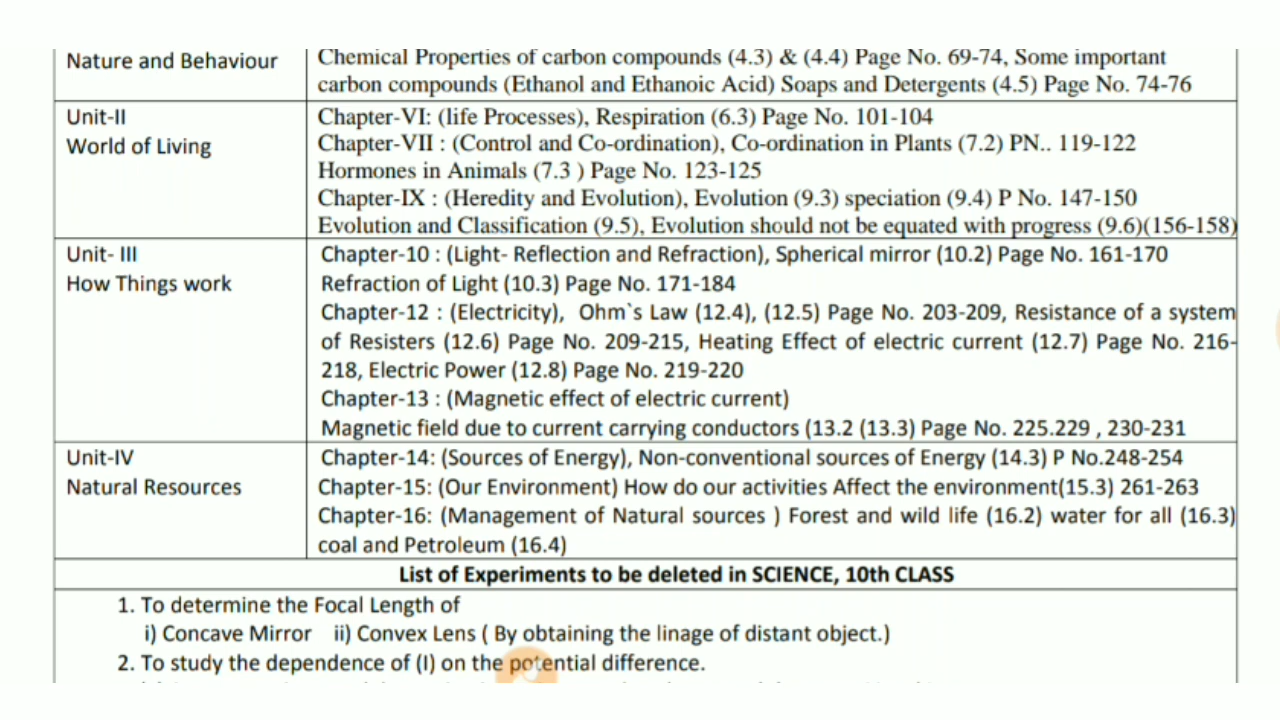 Nature and Behaviour
Chemical Properties of carbon compounds (4.3) & (4.4) Page No. 69-74, Some important
carbon compounds (Ethanol and Ethanoic Acid) Soaps and Detergents (4.5) Page No. 74-76
Unit-II
World of Living
Chapter-VI: (life Processes), Respiration (6.3) Page No. 101-104
Chapter-VII : (Control and Co-ordination), Co-ordination in Plants (7.2) PN.. 119-122
Hormones in Animals (7.3 ) Page No. 123-125
Chapter-IX : (Heredity and Evolution), Evolution (9.3) speciation (9.4) P No. 147-150
Evolution and Classification (9.5), Evolution should not be equated with progress (9.6)(156-158)
Unit- III
How Things work
Chapter-10 : (Light- Reflection and Refraction), Spherical mirror (10.2) Page No. 161-170
Refraction of Light (10.3) Page No. 171-184
Chapter-12 : (Electricity), Ohm`s Law (12.4), (12.5) Page No. 203-209, Resistance of a system
of Resisters (12.6) Page No. 209-215, Heating Effect of electric current (12.7) Page No. 216-
218, Electric Power (12.8) Page No. 219-220
Chapter-13 : (Magnetic effect of electric current)
Magnetic field due to current carrying conductors (13.2 (13.3) Page No. 225.229 , 230-231
Unit-IV
Natural Resources
Chapter-14: (Sources of Energy), Non-conventional sources of Energy (14.3) P No.248-254
Chapter-15: (Our Environment) How do our activities Affect the environment(15.3) 261-263
Chapter-16: (Management of Natural sources ) Forest and wild life (16.2) water for all (16.3)
coal and Petroleum (16.4)
List of Experiments to be deleted in SCIENCE, 10th CLASS
1. To determine the Focal Length of
i) Concave Mirror ii) Convex Lens ( By obtaining the linage of distant object.)
2. To study the dependence of (I) on the potential difference.